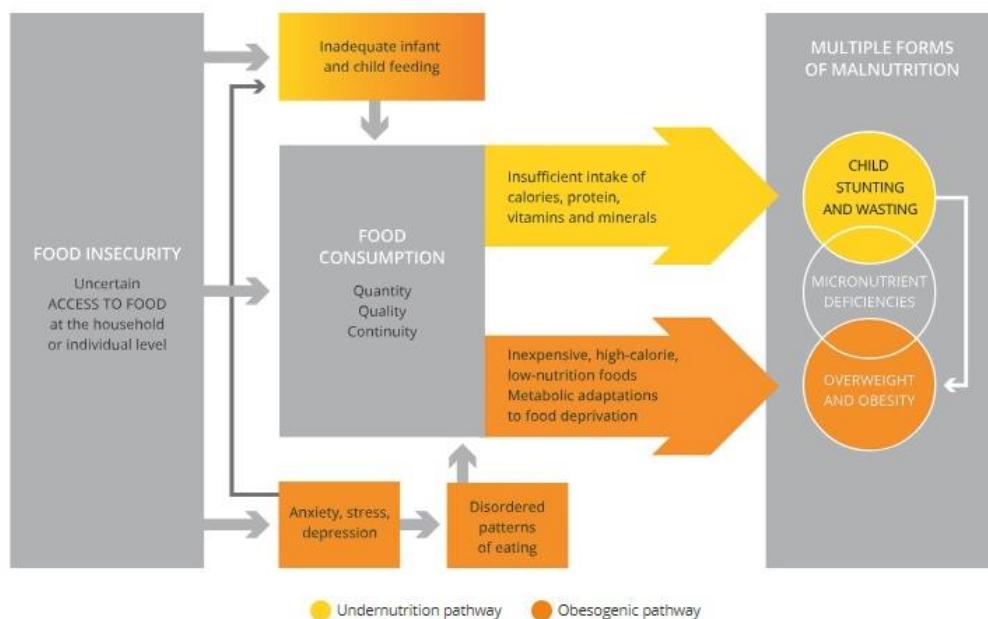 Inadequate infant
and child feeding
MULTIPLE FORMS
OF MALNUTRITION
Insufficient intake of
calories, protein,
vitamins and minerals
CHILD
STUNTING
AND WASTING
FOOD INSECURITY
Uncertain
ACCESS TO FOOD
at the household
or individual level
FOOD
CONSUMPTION
Quantity
Quality
Continuity
MICRONUTRIENT
DEFICIENCIES
Inexpensive, high-calorie,
low-nutrition foods
Metabolic adaptations
to food deprivation
OVERWEIGHT
AND OBESITY
Anxiety, stress,
depression
Disordered
patterns
of eating
Undernutrition pathway
Obesogenic pathway